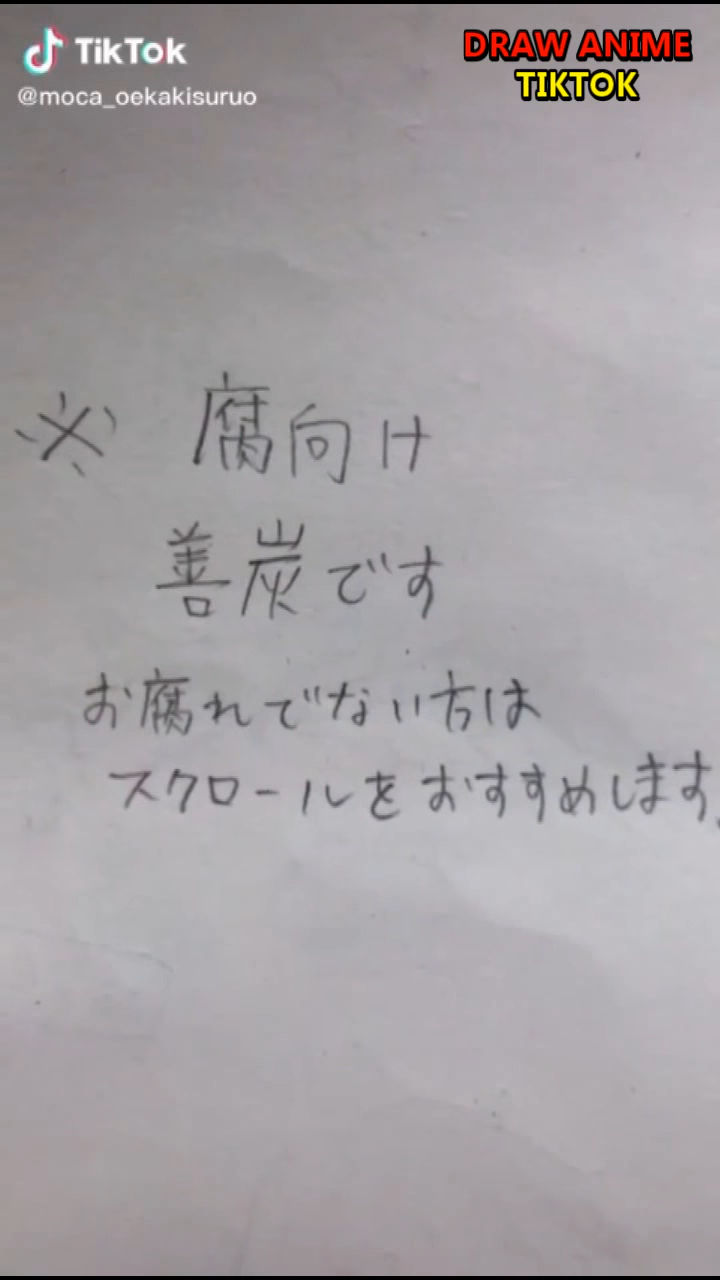 TikTok
@moca_oekakisuruo
DRAW ANIME
TIKTOK
※ 腐向け
善炭です
お腐れでない方は
スクロールをおすすめします。